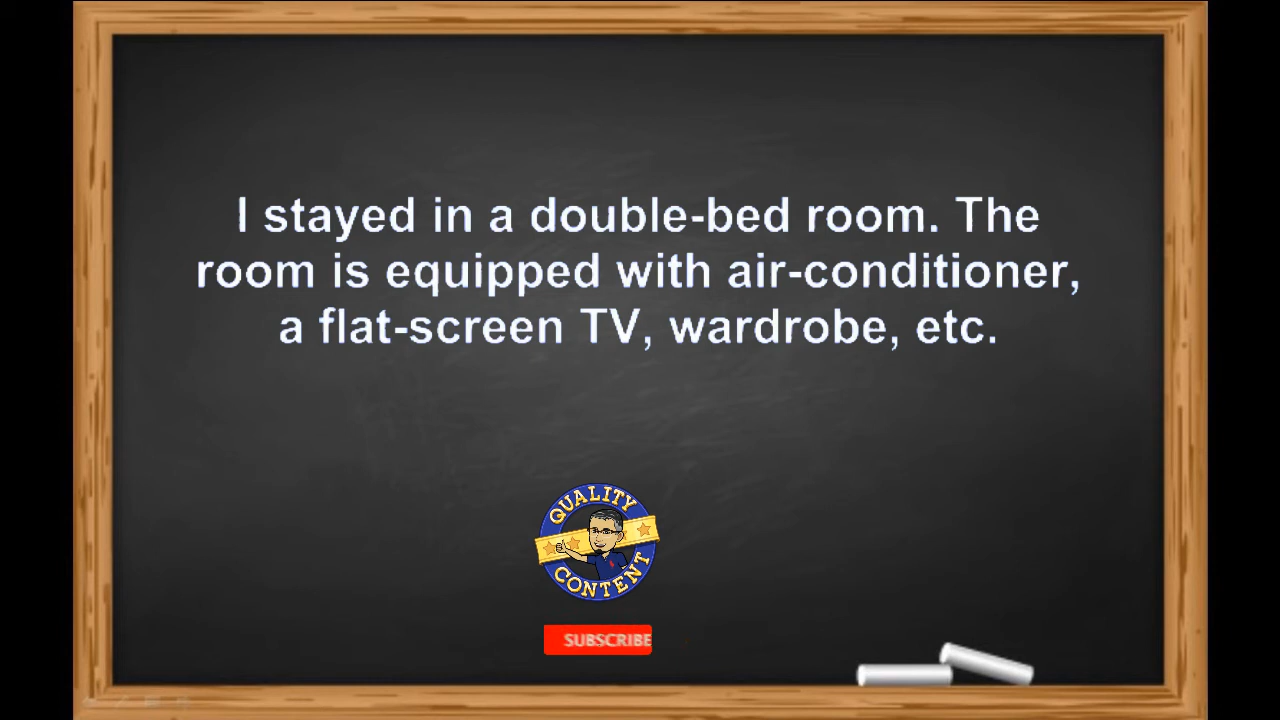 I stayed in a double-bed room. The
room is equipped with air-conditioner,
a flat-screen TV, wardrobe, etc.
QUALITY
CONTENT
SUBSCRIBE